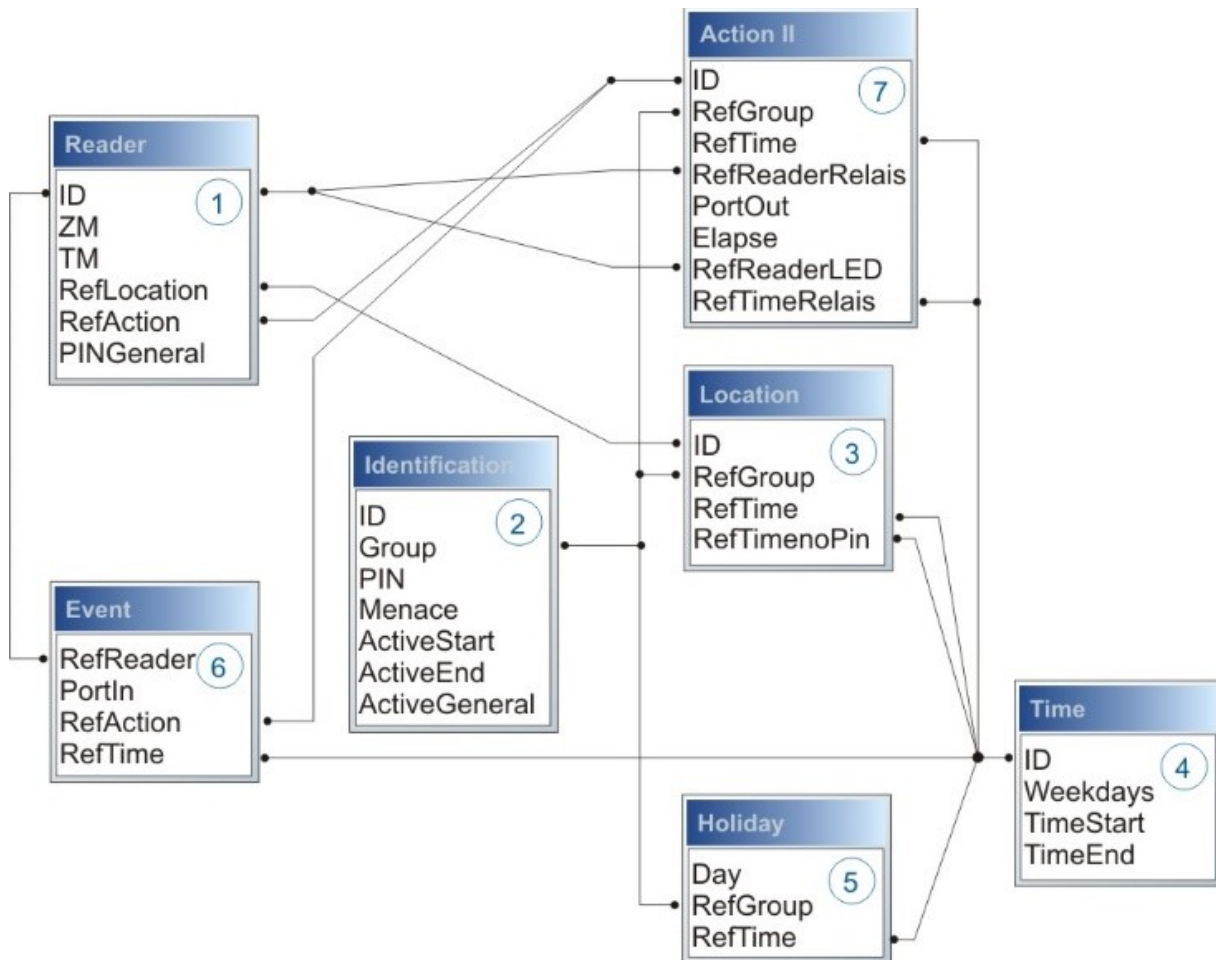 Reader
1
ID
ZM
TM
RefLocation
RefAction
PINGeneral
Identification
2
ID
Group
PIN
Menace
ActiveStart
ActiveEnd
ActiveGeneral
Location
3
ID
RefGroup
RefTime
RefTimenoPin
Time
4
ID
Weekdays
TimeStart
TimeEnd
Holiday
5
Day
RefGroup
RefTime
Event
6
RefReader
PortIn
RefAction
RefTime
Action II
7
ID
RefGroup
RefTime
RefReaderRelais
PortOut
Elapse
RefReaderLED
RefTimeRelais